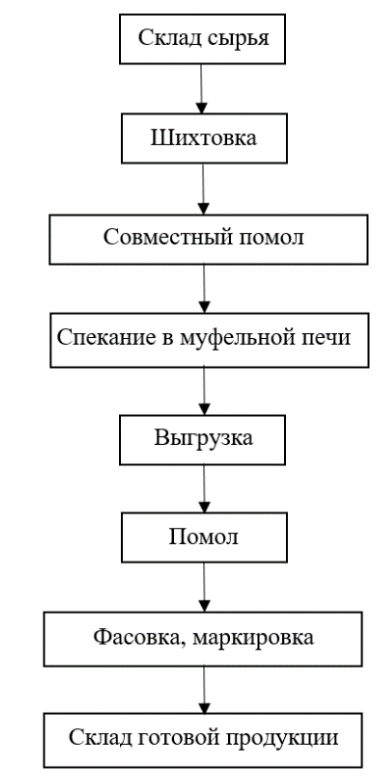 Склад сырья
Шихтовка
Совместный помол
Спекание в муфельной печи
Выгрузка
Помол
Фасовка, маркировка
Склад готовой продукции